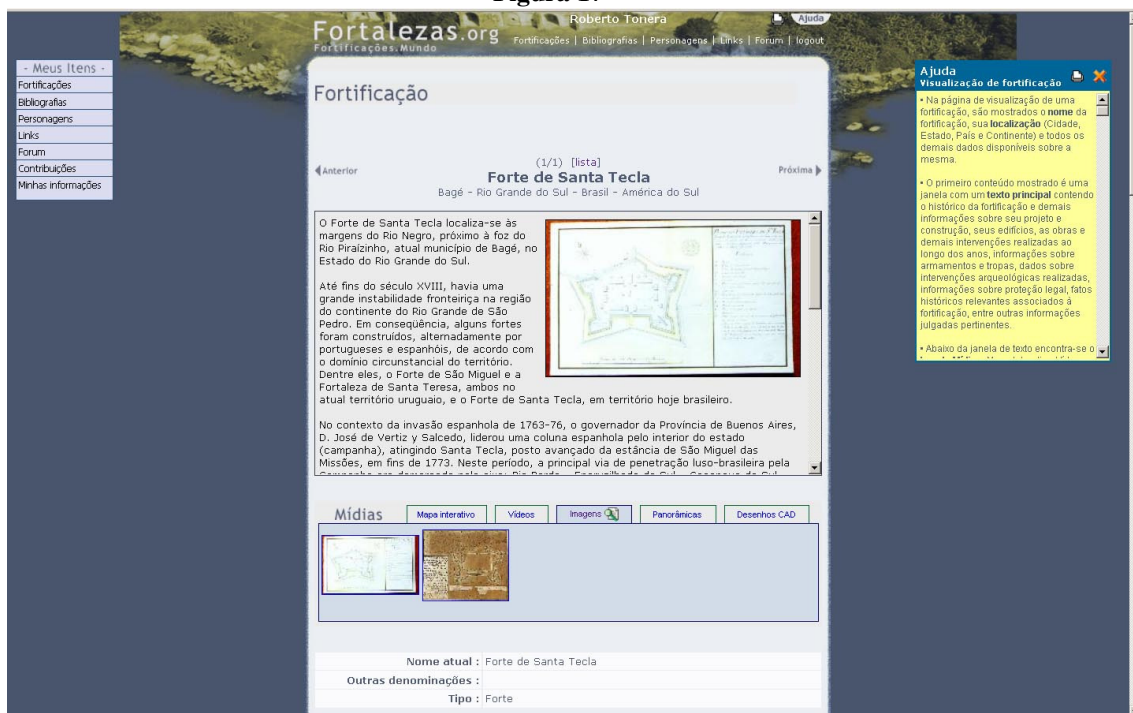 Figura 1.
Roberto Tonera
Ajuda
Fortalezas.org
Fortificações.Mundo
Fortificações | Bibliografias | Personagens | Links | Forum | logout
- Meus Itens -
Fortificações
Bibliografias
Personagens
Links
Forum
Contribuições
Minhas informações
Fortificação
(1/1) [lista]
Anterior
Forte de Santa Tecla
Próxima
Bagé - Rio Grande do Sul - Brasil - América do Sul
O Forte de Santa Tecla localiza-se às
margens do Rio Negro, próximo à foz do
Rio Piraízinho, atual município de Bagé, no
Estado do Rio Grande do Sul.
Até fins do século XVIII, havia uma
grande instabilidade fronteiriça na região
do continente do Rio Grande de São
Pedro. Em conseqüência, alguns fortes
foram construídos, alternadamente por
portugueses e espanhóis, de acordo com
o domínio circunstancial do território.
Dentre eles, o Forte de São Miguel e a
Fortaleza de Santa Teresa, ambos no
atual território uruguaio, e o Forte de Santa Tecla, em território hoje brasileiro.
No contexto da invasão espanhola de 1763-76, o governador da Província de Buenos Aires,
D. José de Vertiz y Salcedo, liderou uma coluna espanhola pelo interior do estado
(campanha), atingindo Santa Tecla, posto avançado da estância de São Miguel das
Missões, em fins de 1773. Neste período, a principal via de penetração luso-brasileira pela
Mídias
Mapa interativo
Vídeos
Imagens
Panorâmicas
Desenhos CAD
Nome atual : Forte de Santa Tecla
Outras denominações :
Tipo : Forte
Ajuda
Visualização de fortificação
• Na página de visualização de uma
fortificação, são mostrados o nome da
fortificação, sua localização (Cidade,
Estado, País e Continente) e todos os
demais dados disponíveis sobre a
mesma.
• O primeiro conteúdo mostrado é uma
janela com um texto principal contendo
o histórico da fortificação e demais
informações sobre seu projeto e
construção, seus edifícios, as obras e
demais intervenções realizadas ao
longo dos anos, informações sobre
armamentos e tropas, dados sobre
intervenções arqueológicas realizadas,
informações sobre proteção legal, fatos
históricos relevantes associados á
fortificação, entre outras informações
julgadas pertinentes.
• Abaixo da janela de texto encontra-se o